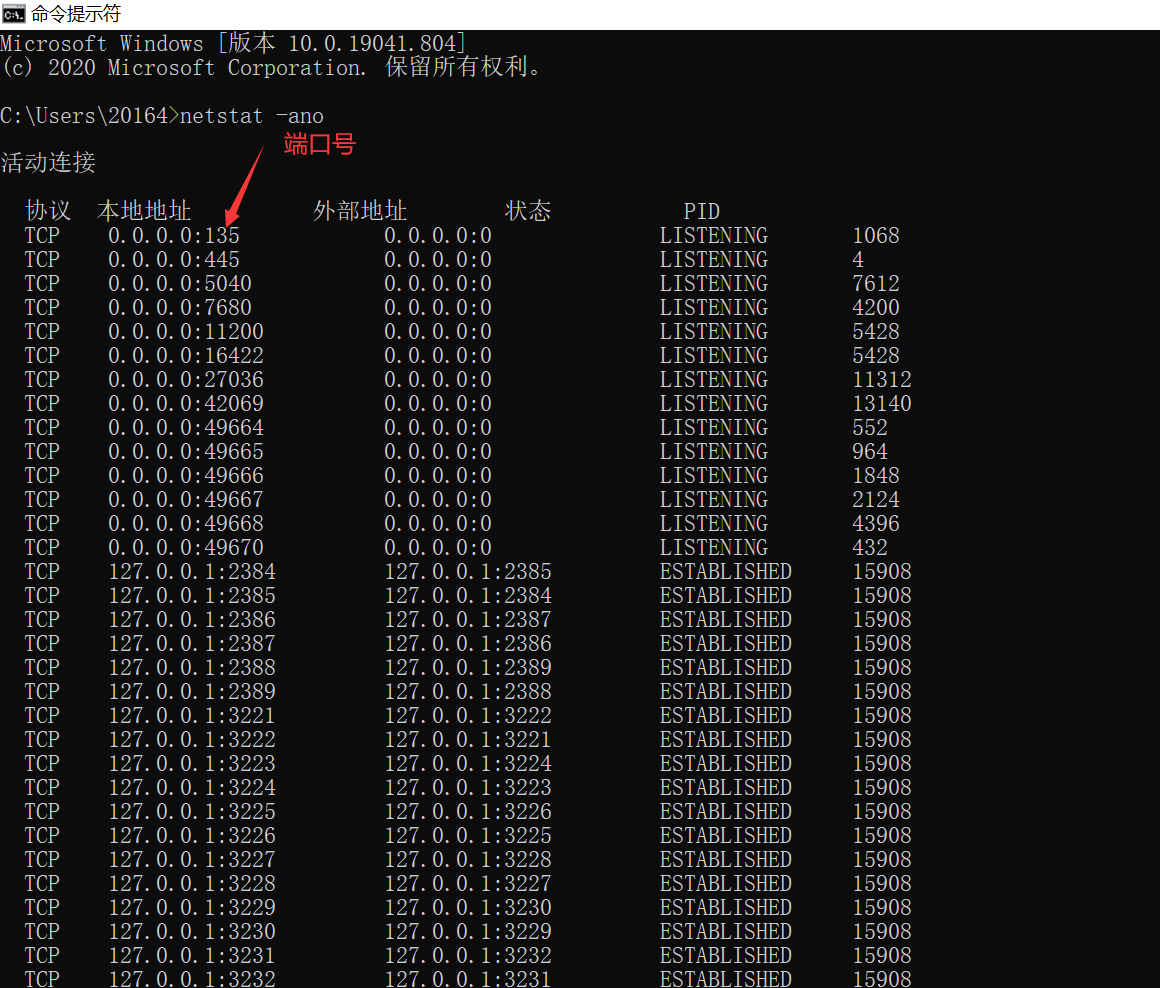 命令提示符
Microsoft Windows [版本 10.0.19041.804]
(c) 2020 Microsoft Corporation. 保留所有权利。
C:\Users\20164>netstat -ano
端口号
活动连接
协议 本地地址 外部地址 状态 PID
TCP 0.0.0.0:135 0.0.0.0:0 LISTENING 1068
TCP 0.0.0.0:445 0.0.0.0:0 LISTENING 4
TCP 0.0.0.0:5040 0.0.0.0:0 LISTENING 7612
TCP 0.0.0.0:7680 0.0.0.0:0 LISTENING 4200
TCP 0.0.0.0:11200 0.0.0.0:0 LISTENING 5428
TCP 0.0.0.0:16422 0.0.0.0:0 LISTENING 5428
TCP 0.0.0.0:27036 0.0.0.0:0 LISTENING 11312
TCP 0.0.0.0:42069 0.0.0.0:0 LISTENING 13140
TCP 0.0.0.0:49664 0.0.0.0:0 LISTENING 552
TCP 0.0.0.0:49665 0.0.0.0:0 LISTENING 964
TCP 0.0.0.0:49666 0.0.0.0:0 LISTENING 1848
TCP 0.0.0.0:49667 0.0.0.0:0 LISTENING 2124
TCP 0.0.0.0:49668 0.0.0.0:0 LISTENING 4396
TCP 0.0.0.0:49670 0.0.0.0:0 LISTENING 432
TCP 127.0.0.1:2384 127.0.0.1:2385 ESTABLISHED 15908
TCP 127.0.0.1:2385 127.0.0.1:2384 ESTABLISHED 15908
TCP 127.0.0.1:2386 127.0.0.1:2387 ESTABLISHED 15908
TCP 127.0.0.1:2387 127.0.0.1:2386 ESTABLISHED 15908
TCP 127.0.0.1:2388 127.0.0.1:2389 ESTABLISHED 15908
TCP 127.0.0.1:2389 127.0.0.1:2388 ESTABLISHED 15908
TCP 127.0.0.1:3221 127.0.0.1:3222 ESTABLISHED 15908
TCP 127.0.0.1:3222 127.0.0.1:3221 ESTABLISHED 15908
TCP 127.0.0.1:3223 127.0.0.1:3224 ESTABLISHED 15908
TCP 127.0.0.1:3224 127.0.0.1:3223 ESTABLISHED 15908
TCP 127.0.0.1:3225 127.0.0.1:3226 ESTABLISHED 15908
TCP 127.0.0.1:3226 127.0.0.1:3225 ESTABLISHED 15908
TCP 127.0.0.1:3227 127.0.0.1:3228 ESTABLISHED 15908
TCP 127.0.0.1:3228 127.0.0.1:3227 ESTABLISHED 15908
TCP 127.0.0.1:3229 127.0.0.1:3230 ESTABLISHED 15908
TCP 127.0.0.1:3230 127.0.0.1:3229 ESTABLISHED 15908
TCP 127.0.0.1:3231 127.0.0.1:3232 ESTABLISHED 15908
TCP 127.0.0.1:3232 127.0.0.1:3231 ESTABLISHED 15908